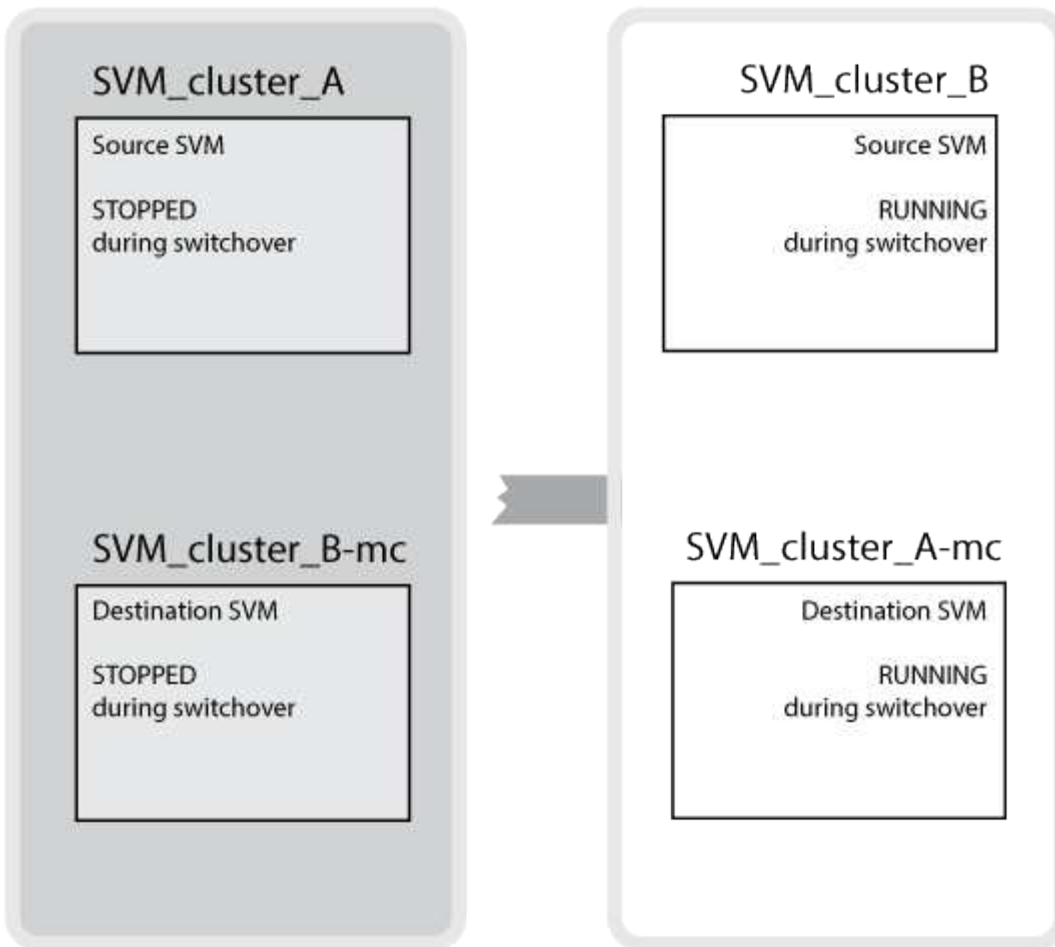 SVM_cluster_A
Source SVM
STOPPED
during switchover
SVM_cluster_B-mc
Destination SVM
STOPPED
during switchover
SVM_cluster_B
Source SVM
RUNNING
during switchover
SVM_cluster_A-mc
Destination SVM
RUNNING
during switchover